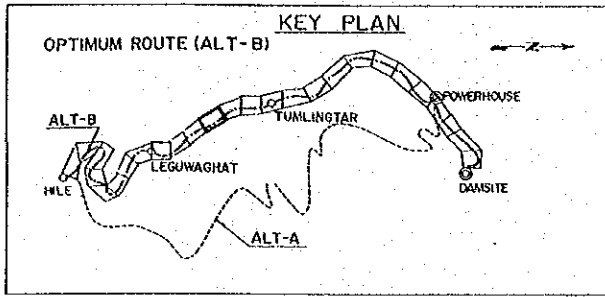 KEY PLAN
OPTIMUM ROUTE (ALT-B)
N
POWERHOUSE
TUMLINGTAR
ALT-B
LEGUWAGHAT
HILE
DAMSITE
ALT-A